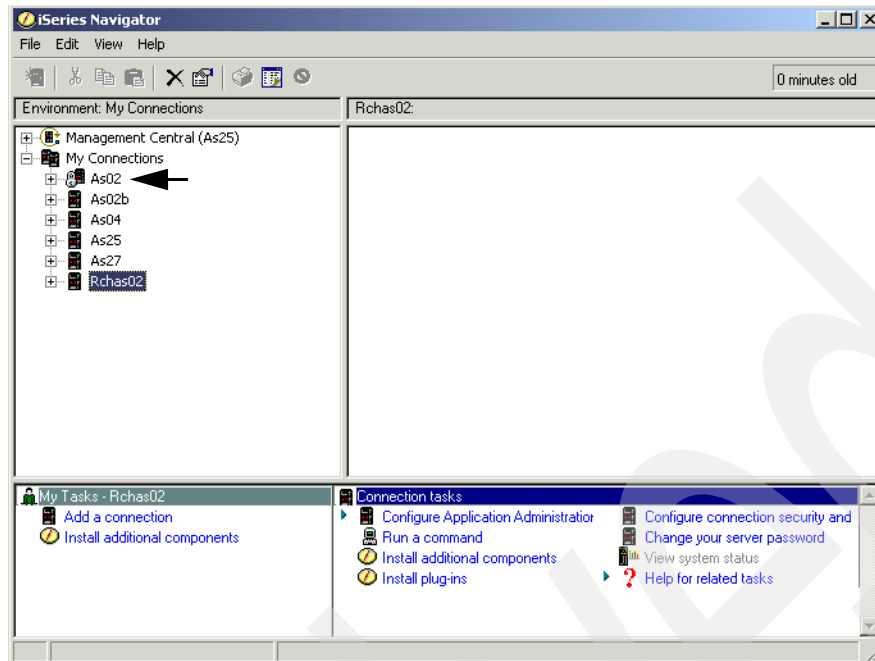 iSeries Navigator
File Edit View Help
0 minutes old
Environment: My Connections
Rchas02:
Management Central (As25)
My Connections
As02
As02b
As04
As25
As27
Rchas02
My Tasks - Rchas02
Add a connection
Install additional components
Connection tasks
Configure Application Administration
Run a command
Install additional components
Install plug-ins
Configure connection security and
Change your server password
View system status
Help for related tasks